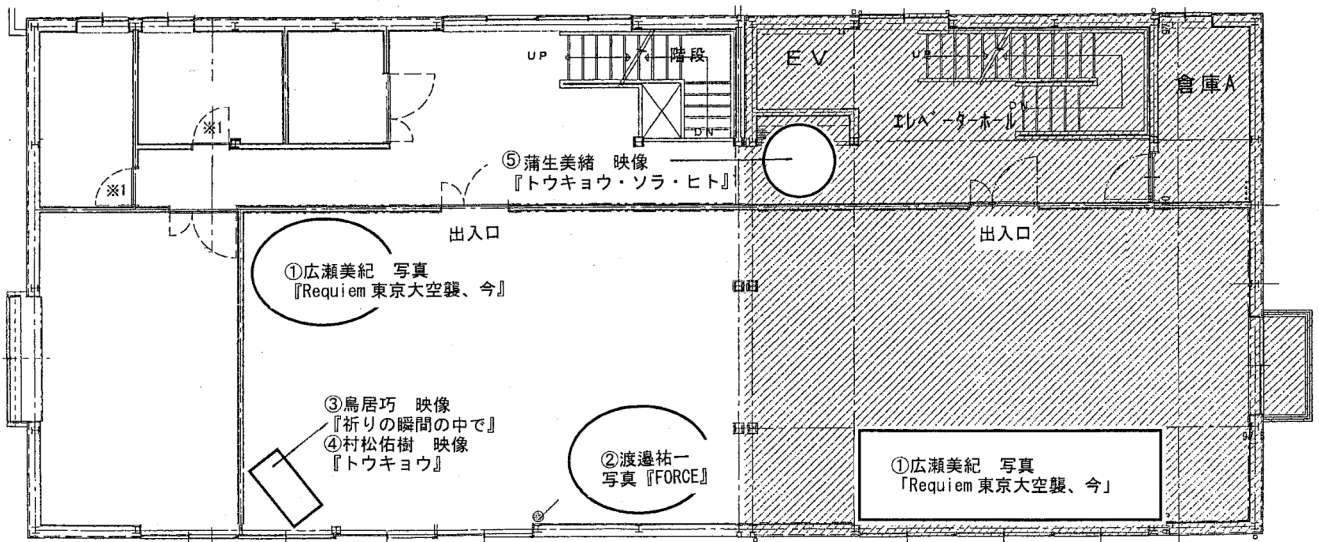 UP
階段
DN
EV
UP
DN
エレベーターホール
倉庫A
※1
※1
⑤蒲生美緒 映像
『トウキョウ・ソラ・ヒト』
出入口
出入口
①広瀬美紀 写真
『Requiem 東京大空襲、今』
③鳥居巧 映像
『祈りの瞬間の中で』
④村松佑樹 映像
『トウキョウ』
②渡邉祐一
写真『FORCE』
①広瀬美紀 写真
「Requiem 東京大空襲、今」